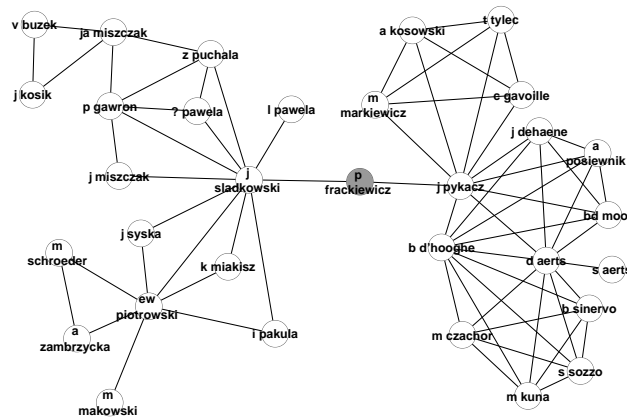 v buzek
ja miszczak
z puchala
j kosik
p gawron
? pawela
l pawela
j miszczak
j
sladkowski
p
frackiewicz
j syska
m
schroeder
k miakisz
ew
piotrowski
a
zambrzycka
i pakula
m
makowski
t tylec
a kosowski
m
markiewicz
c gavoille
j dehaene
a
posiewnik
j pykacz
bd moo
b d'hooghe
d aerts
s aerts
b sinervo
m czachor
s sozzo
m kuna